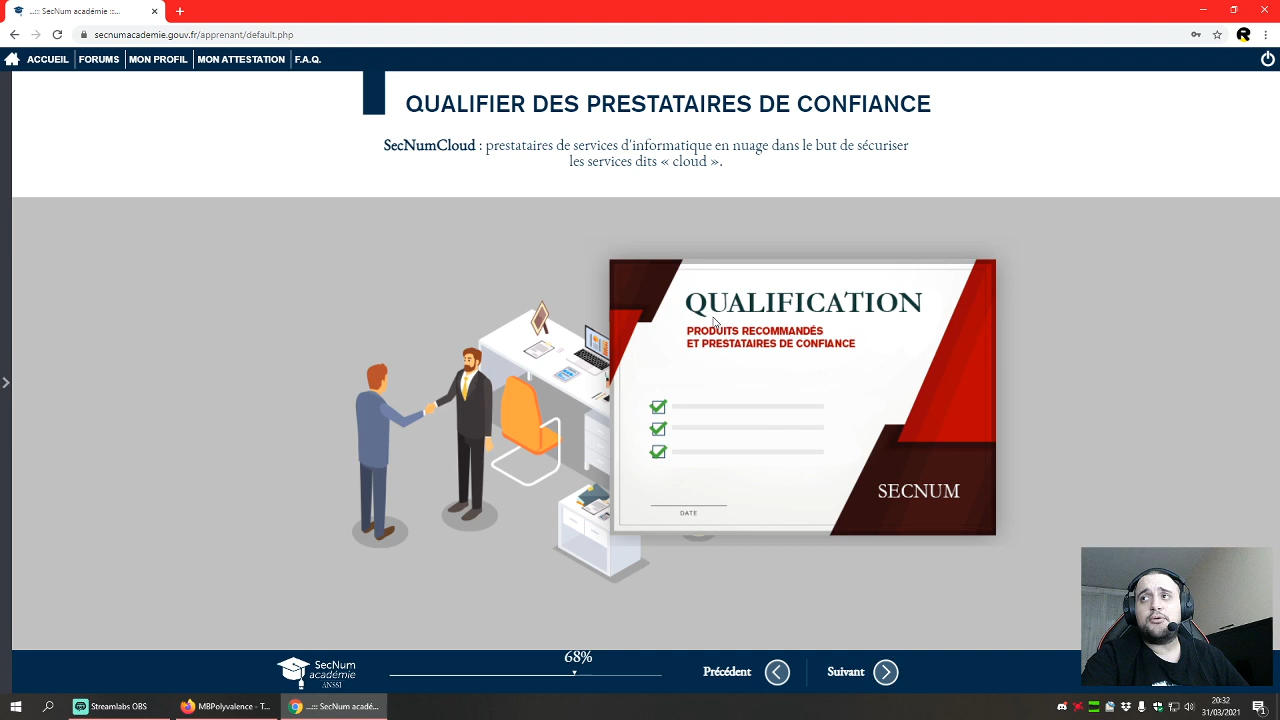 ..:: SecNum académie ::..
secnumacademie.gouv.fr/apprenant/default.php
ACCUEIL FORUMS MON PROFIL MON ATTESTATION F.A.Q.
QUALIFIER DES PRESTATAIRES DE CONFIANCE
SecNumCloud : prestataires de services d'informatique en nuage dans le but de sécuriser
les services dits « cloud ».
QUALIFICATION
PRODUITS RECOMMANDÉS
ET PRESTATAIRES DE CONFIANCE
SECNUM
DATE
SecNum
académie
ANSSI
68%
Précédent
Suivant
Streamlabs OBS
MBPolyvalence - T...
..:: SecNum acadé...
20:32
31/03/2021